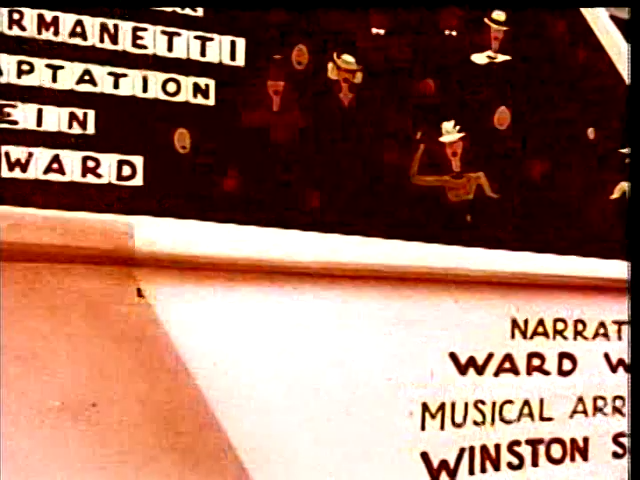 RMANETTI
PTATION
EIN
WARD
NARRAT
WARD W
MUSICAL ARR
WINSTON S